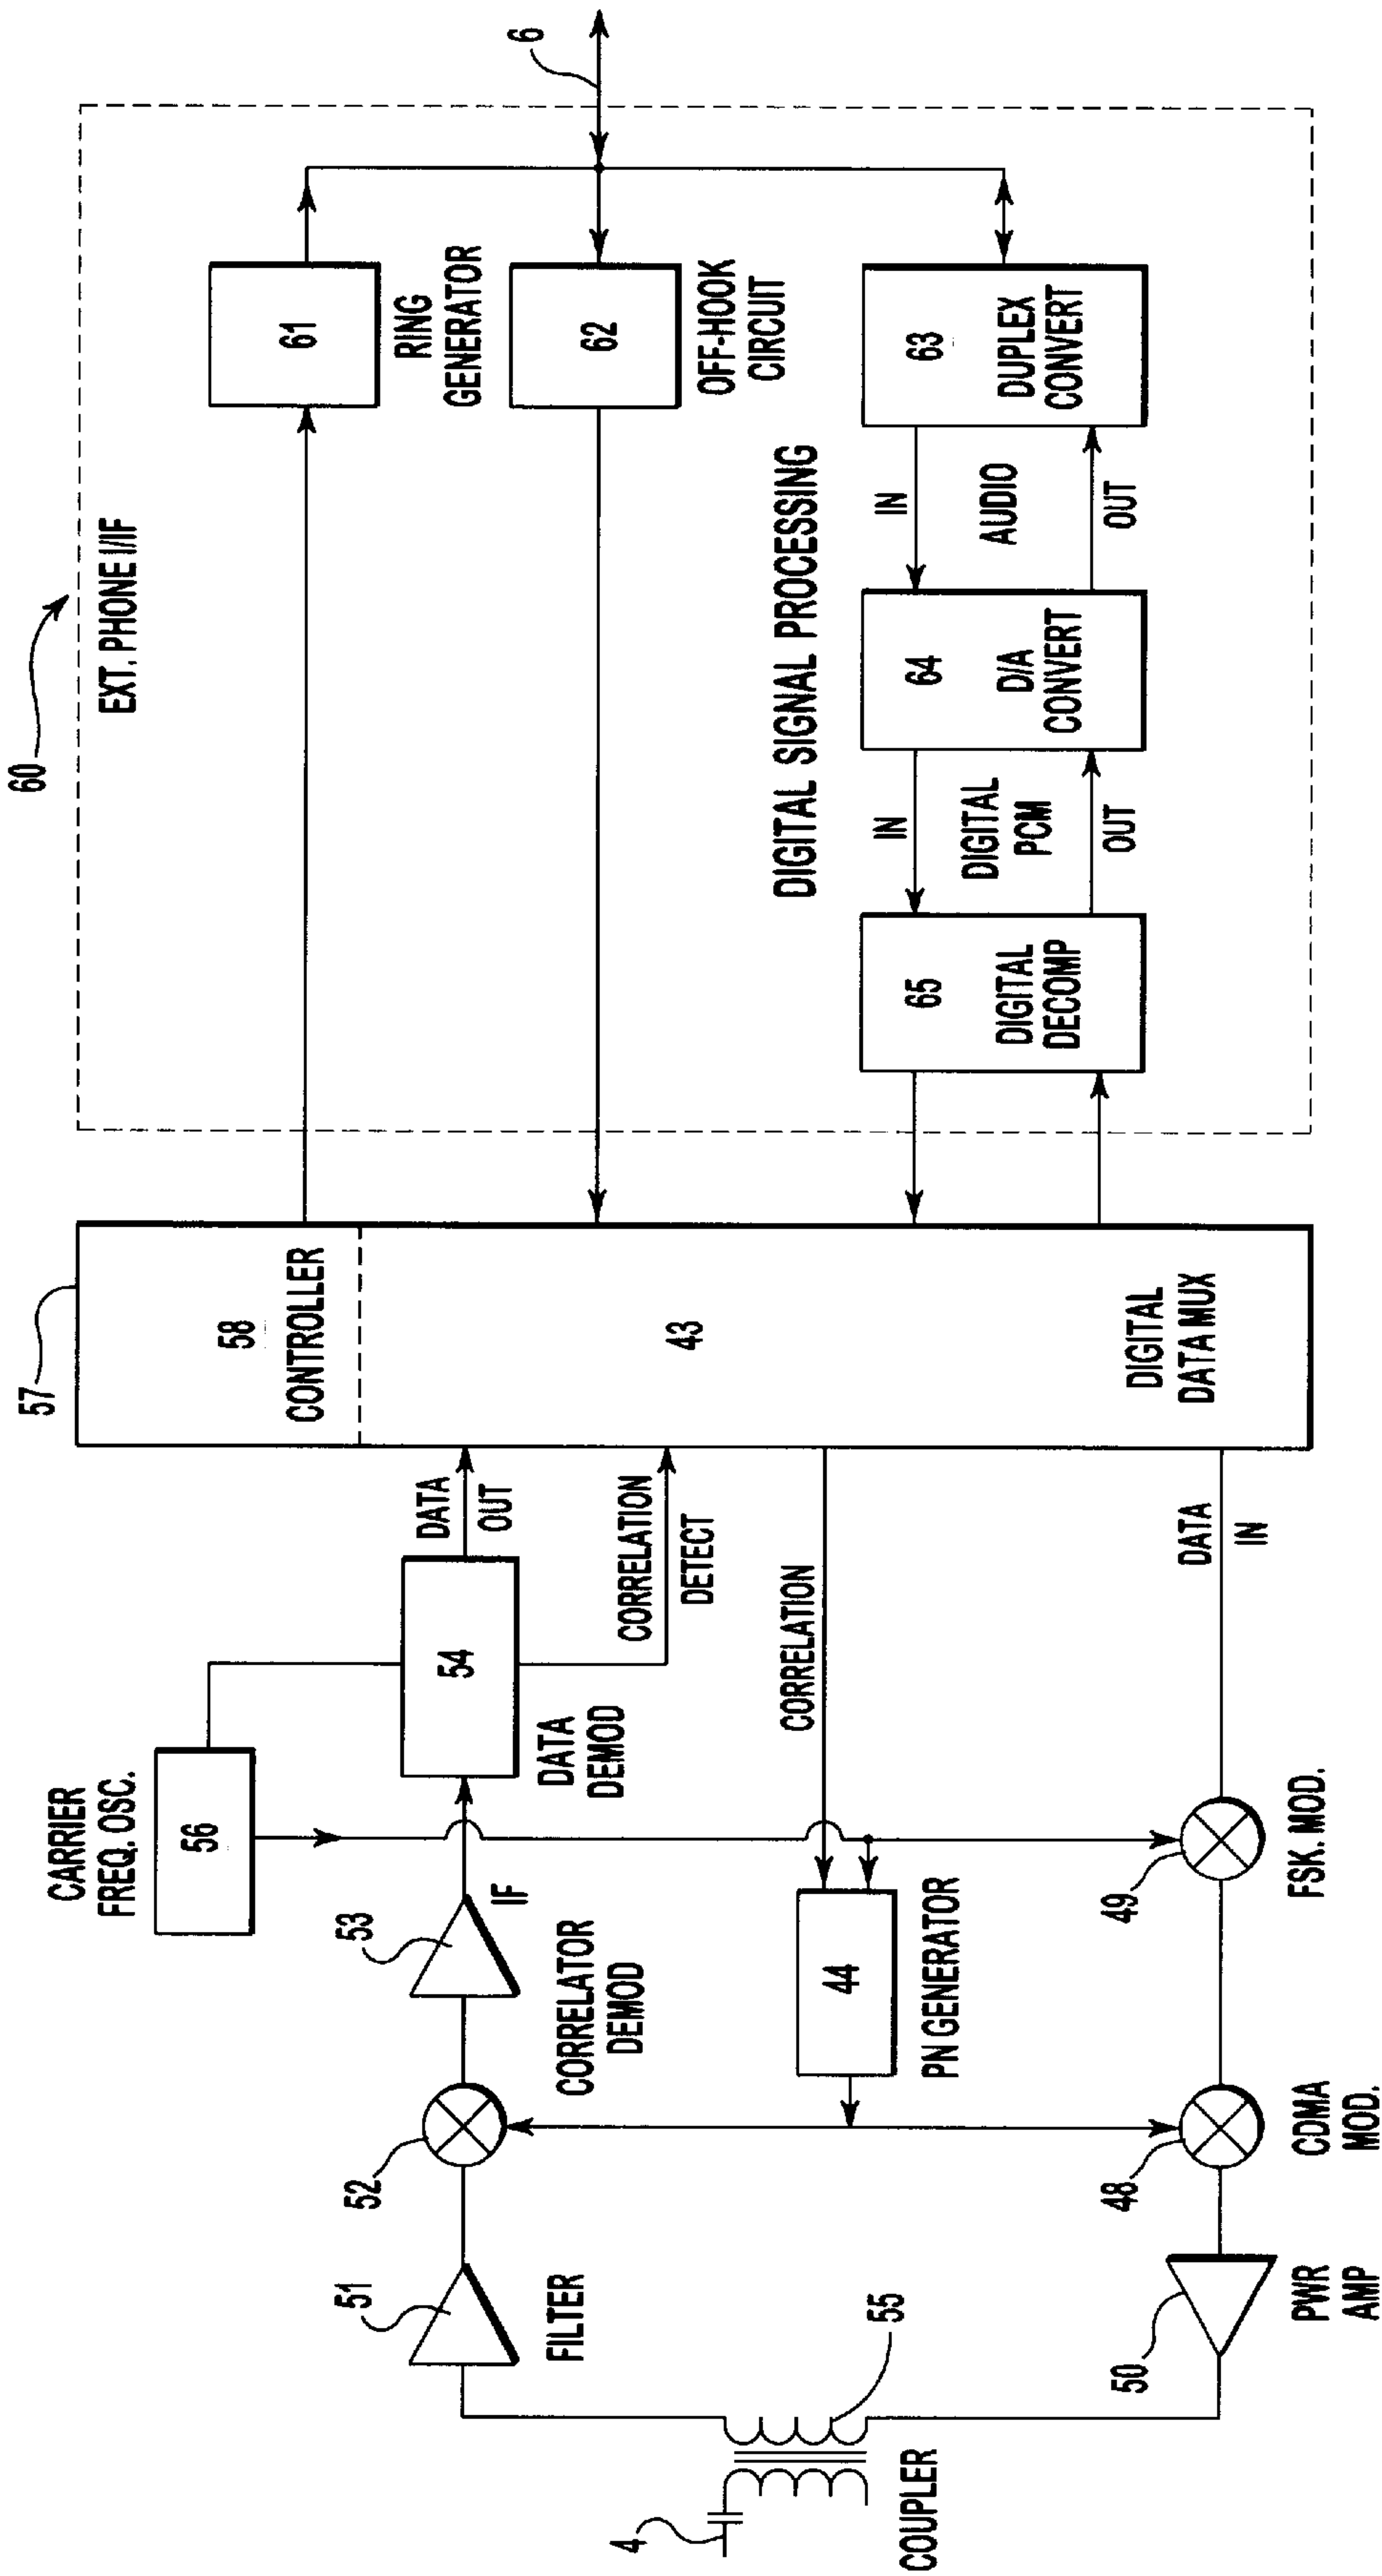 60
EXT. PHONE I/IF
6
61
RING
GENERATOR
62
OFF-HOOK
CIRCUIT
DIGITAL SIGNAL PROCESSING
63
DUPLEX
CONVERT
IN
AUDIO
OUT
64
D/A
CONVERT
IN
DIGITAL
PCM
OUT
65
DIGITAL
DECOMP
57
58
CONTROLLER
43
DIGITAL
DATA MUX
CARRIER
FREQ. OSC.
56
DATA
OUT
54
DATA
DEMOD
CORRELATION
DETECT
CORRELATION
DATA
IN
53
IF
CORRELATOR
DEMOD
52
44
PN GENERATOR
49
FSK. MOD.
48
CDMA
MOD.
51
FILTER
50
PWR
AMP
55
4
COUPLER